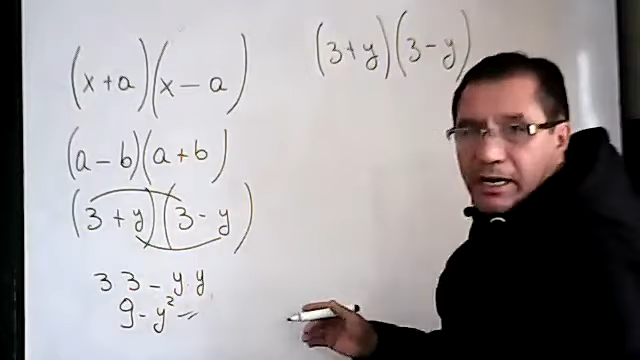 (x+a)(x-a)
(a-b)(a+b)
(3+y)(3-y)
3 3 - y.y
9 - y²
(3+y)(3-y)